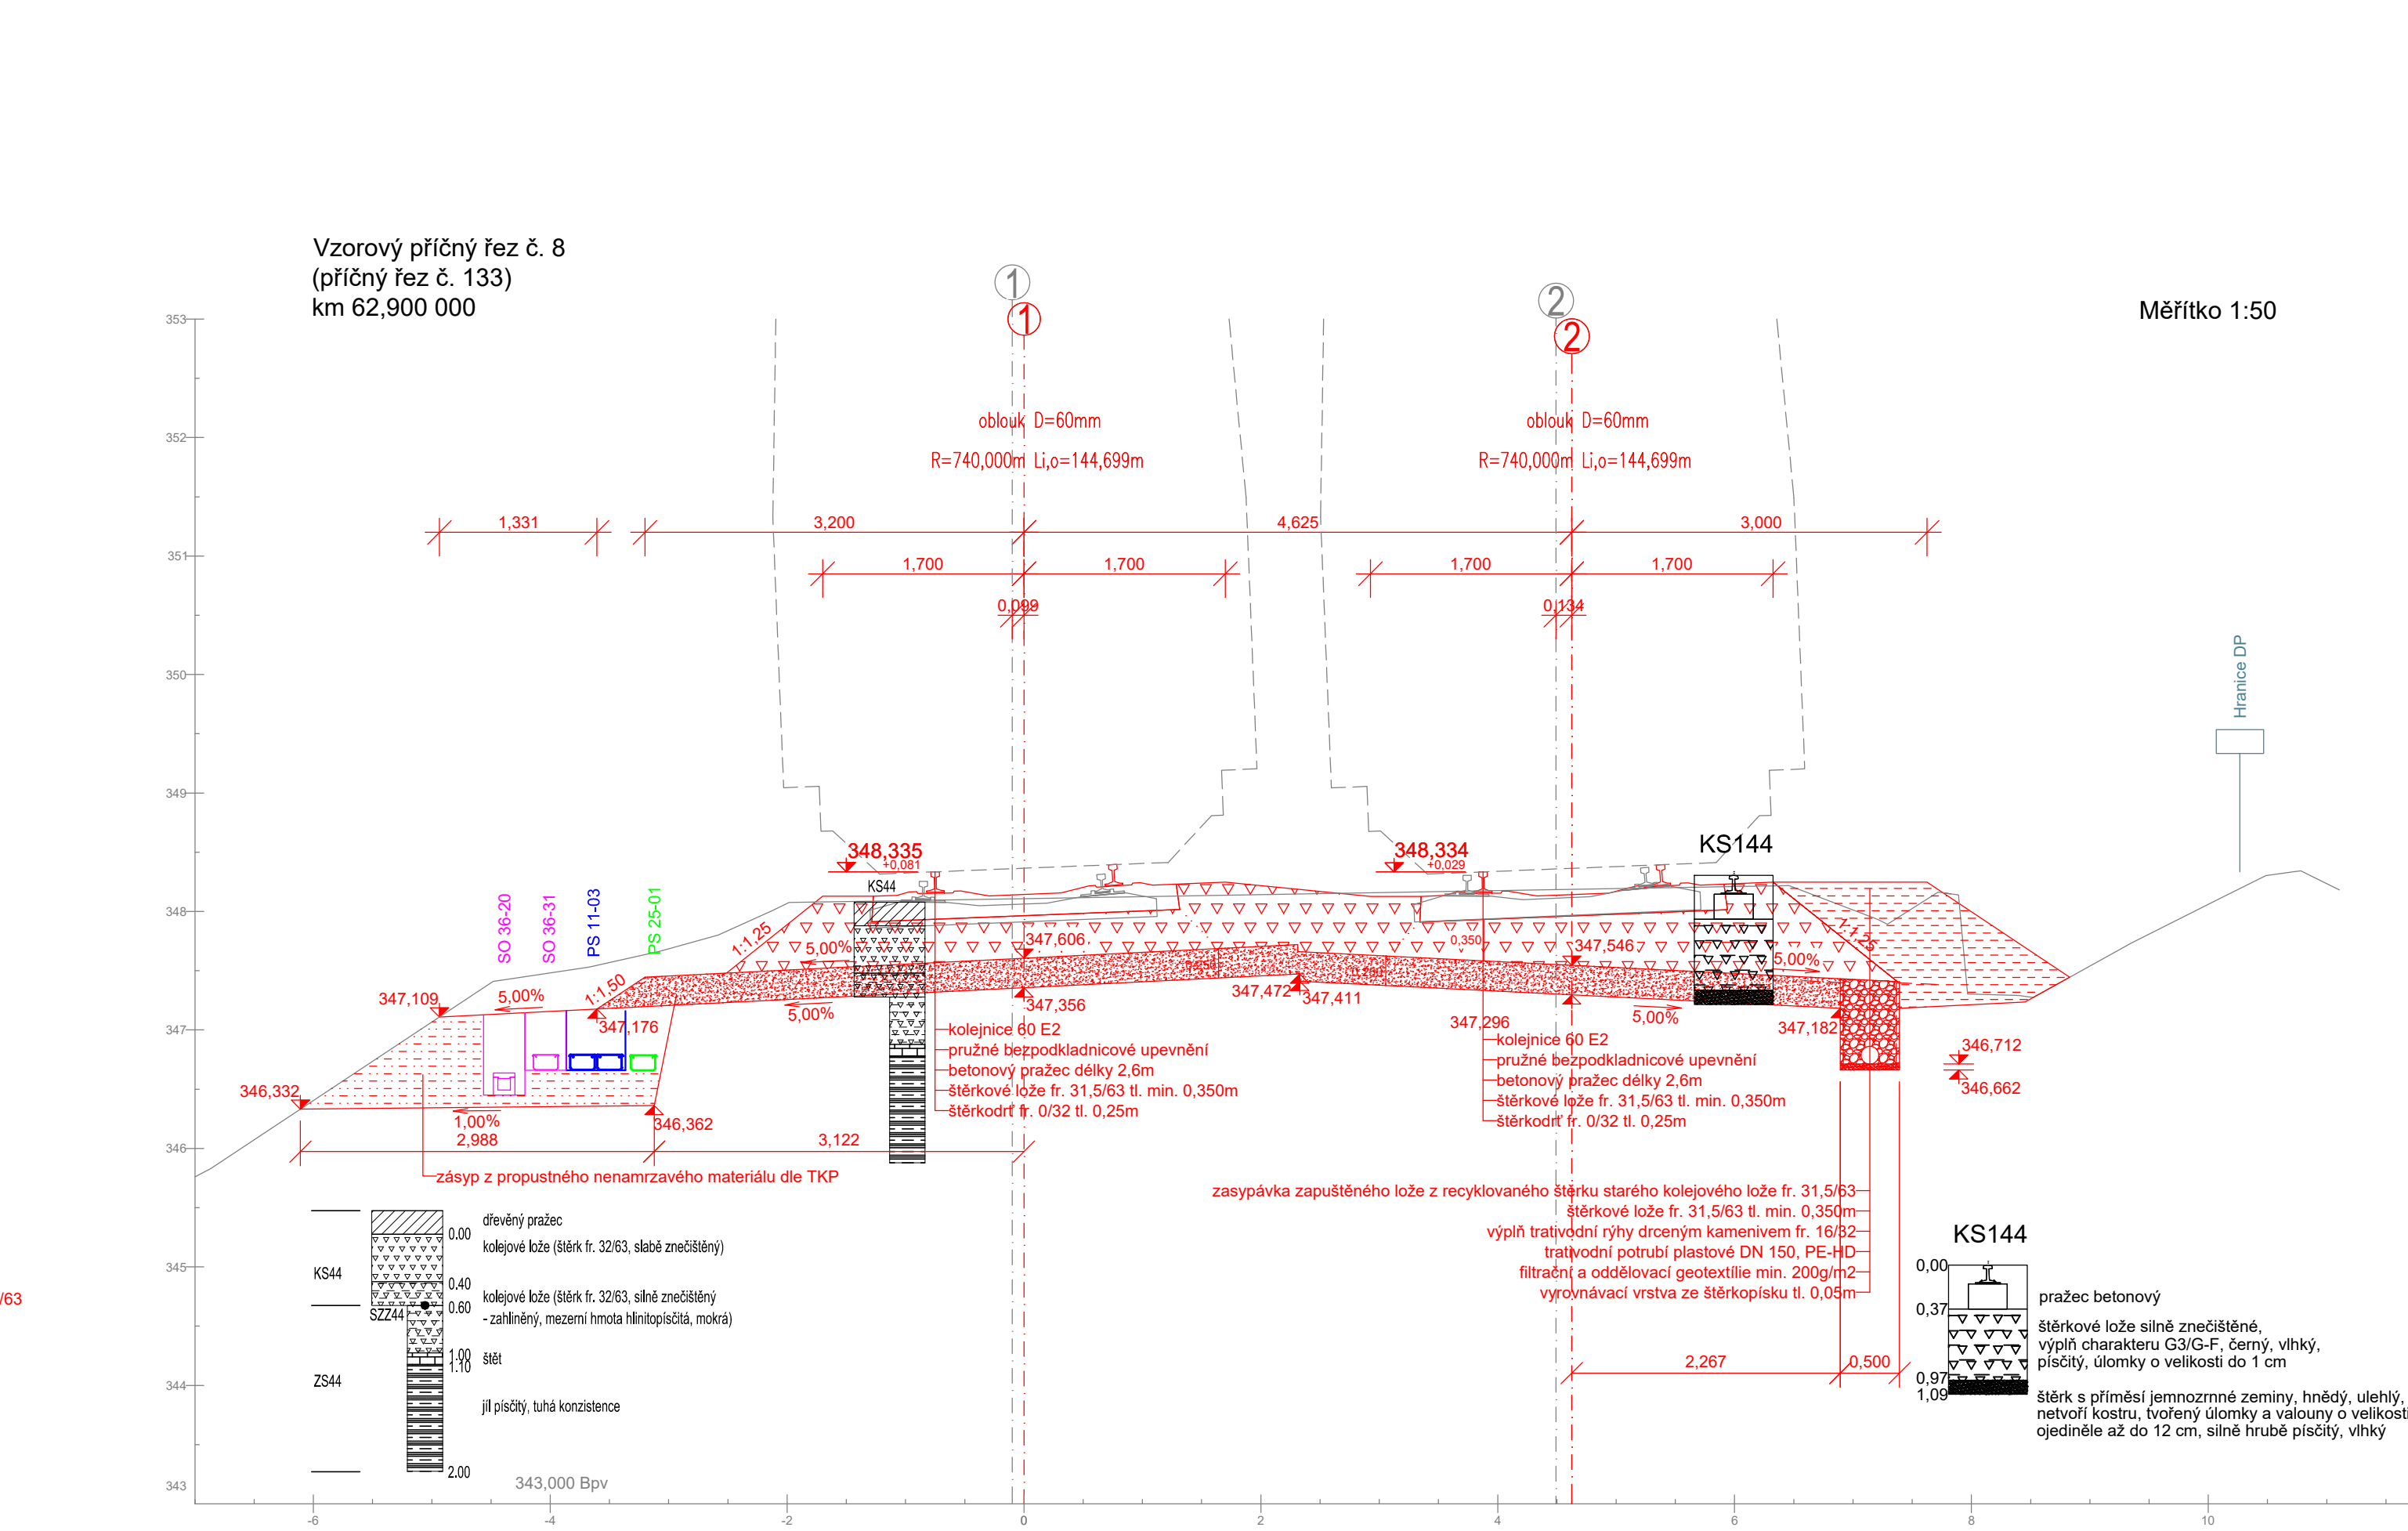 Vzorový příčný řez č. 8
(příčný řez č. 133)
km 62,900 000
Měřítko 1:50
1
1
2
2
353
352
351
350
349
348
347
346
345
344
343
oblouk D=60mm
R=740,000m Li,o=144,699m
oblouk D=60mm
R=740,000m Li,o=144,699m
1,331
3,200
4,625
3,000
1,700
1,700
1,700
1,700
0,099
0,134
Hranice DP
348,335
+0,081
348,334
+0,029
KS144
KS44
SO 36-20
SO 36-31
PS 11-03
PS 25-01
1:1,25
5,00%
347,606
0,350
347,546
1:1,25
5,00%
347,109
5,00%
1:1,50
347,176
5,00%
347,356
347,472
347,411
347,296
5,00%
347,182
346,712
346,662
346,332
1,00%
346,362
2,988
3,122
kolejnice 60 E2
pružné bezpodkladnicové upevnění
betonový pražec délky 2,6m
štěrkové lože fr. 31,5/63 tl. min. 0,350m
štěrkodrť fr. 0/32 tl. 0,25m
kolejnice 60 E2
pružné bezpodkladnicové upevnění
betonový pražec délky 2,6m
štěrkové lože fr. 31,5/63 tl. min. 0,350m
štěrkodrť fr. 0/32 tl. 0,25m
zásyp z propustného nenamrzavého materiálu dle TKP
zasypávka zapuštěného lože z recyklovaného štěrku starého kolejového lože fr. 31,5/63
štěrkové lože fr. 31,5/63 tl. min. 0,350m
výplň trativodní rýhy drceným kamenivem fr. 16/32
trativodní potrubí plastové DN 150, PE-HD
filtrační a oddělovací geotextílie min. 200g/m2
vyrovnávací vrstva ze štěrkopísku tl. 0,05m
2,267
0,500
/63
KS44
SZZ44
ZS44
dřevěný pražec
0.00
kolejové lože (štěrk fr. 32/63, slabě znečištěný)
0.40
kolejové lože (štěrk fr. 32/63, silně znečištěný
0.60
- zahliněný, mezerní hmota hlinitopísčitá, mokrá)
1.00
štět
1.10
jíl písčitý, tuhá konzistence
2.00
343,000 Bpv
KS144
0,00
pražec betonový
0,37
štěrkové lože silně znečištěné,
výplň charakteru G3/G-F, černý, vlhký,
písčitý, úlomky o velikosti do 1 cm
0,97
1,09
štěrk s příměsí jemnozrnné zeminy, hnědý, ulehlý,
netvoří kostru, tvořený úlomky a valouny o velikosti
ojediněle až do 12 cm, silně hrubě písčitý, vlhký
-6
-4
-2
0
2
4
6
8
10